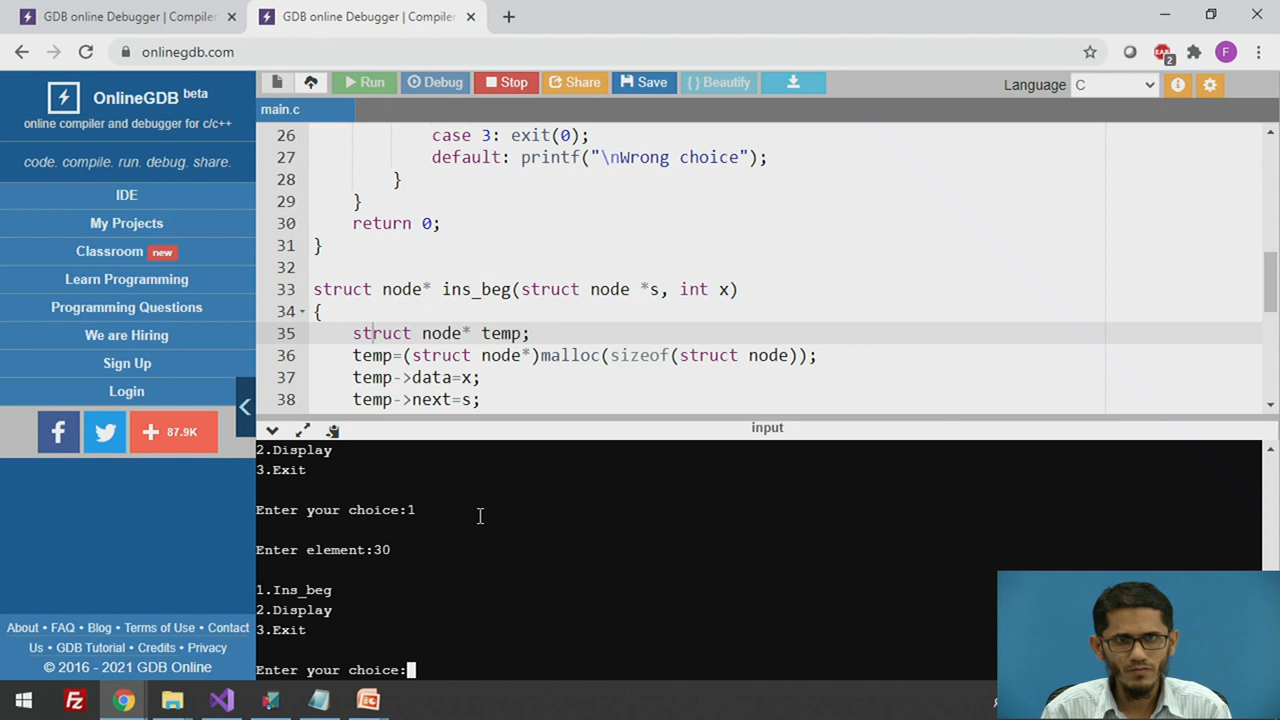 GDB online Debugger | Compiler
GDB online Debugger | Compiler
onlinegdb.com
F
2
OnlineGDB beta
online compiler and debugger for c/c++
code. compile. run. debug. share.
IDE
My Projects
Classroom new
Learn Programming
Programming Questions
We are Hiring
Sign Up
Login
f
+ 87.9K
About • FAQ • Blog • Terms of Use • Contact
Us • GDB Tutorial • Credits • Privacy
© 2016 - 2021 GDB Online
Run Debug Stop Share Save { } Beautify
Language C
main.c
26 case 3: exit(0);
27 default: printf("\nWrong choice");
28 }
29 }
30 return 0;
31 }
32
33 struct node* ins_beg(struct node *s, int x)
34 {
35 struct node* temp;
36 temp=(struct node*)malloc(sizeof(struct node));
37 temp->data=x;
38 temp->next=s;
input
2.Display
3.Exit
Enter your choice:1
Enter element:30
1.Ins_beg
2.Display
3.Exit
Enter your choice: